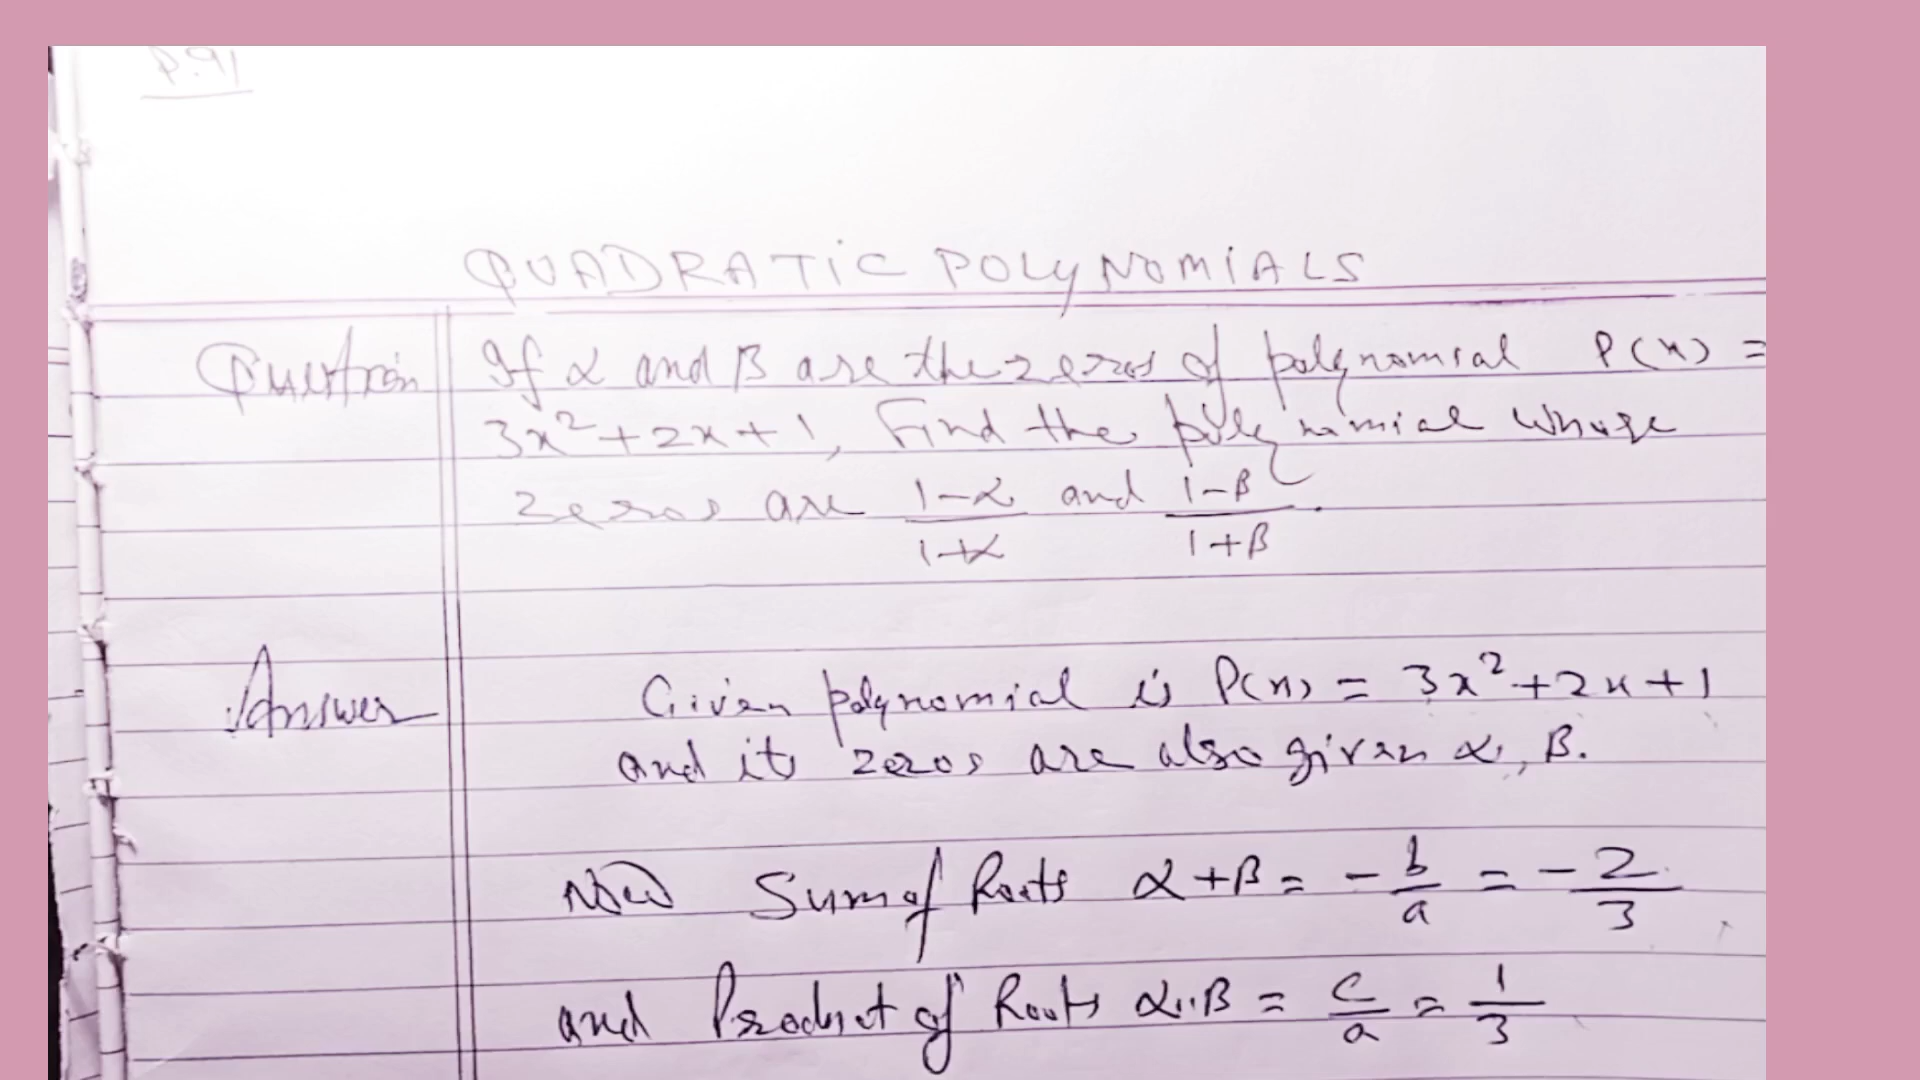 P.91
QUADRATIC POLYNOMIALS
Question If α and β are the zeros of polynomial P(x) =
3x²+2x+1, Find the polynomial whose
zeros are (1-α)/(1+α) and (1-β)/(1+β).
Answer Given polynomial is P(x) = 3x²+2x+1
and its zeros are also given α, β.
Now Sum of Roots α+β = -b/a = -2/3
and Product of Roots α.β = c/a = 1/3